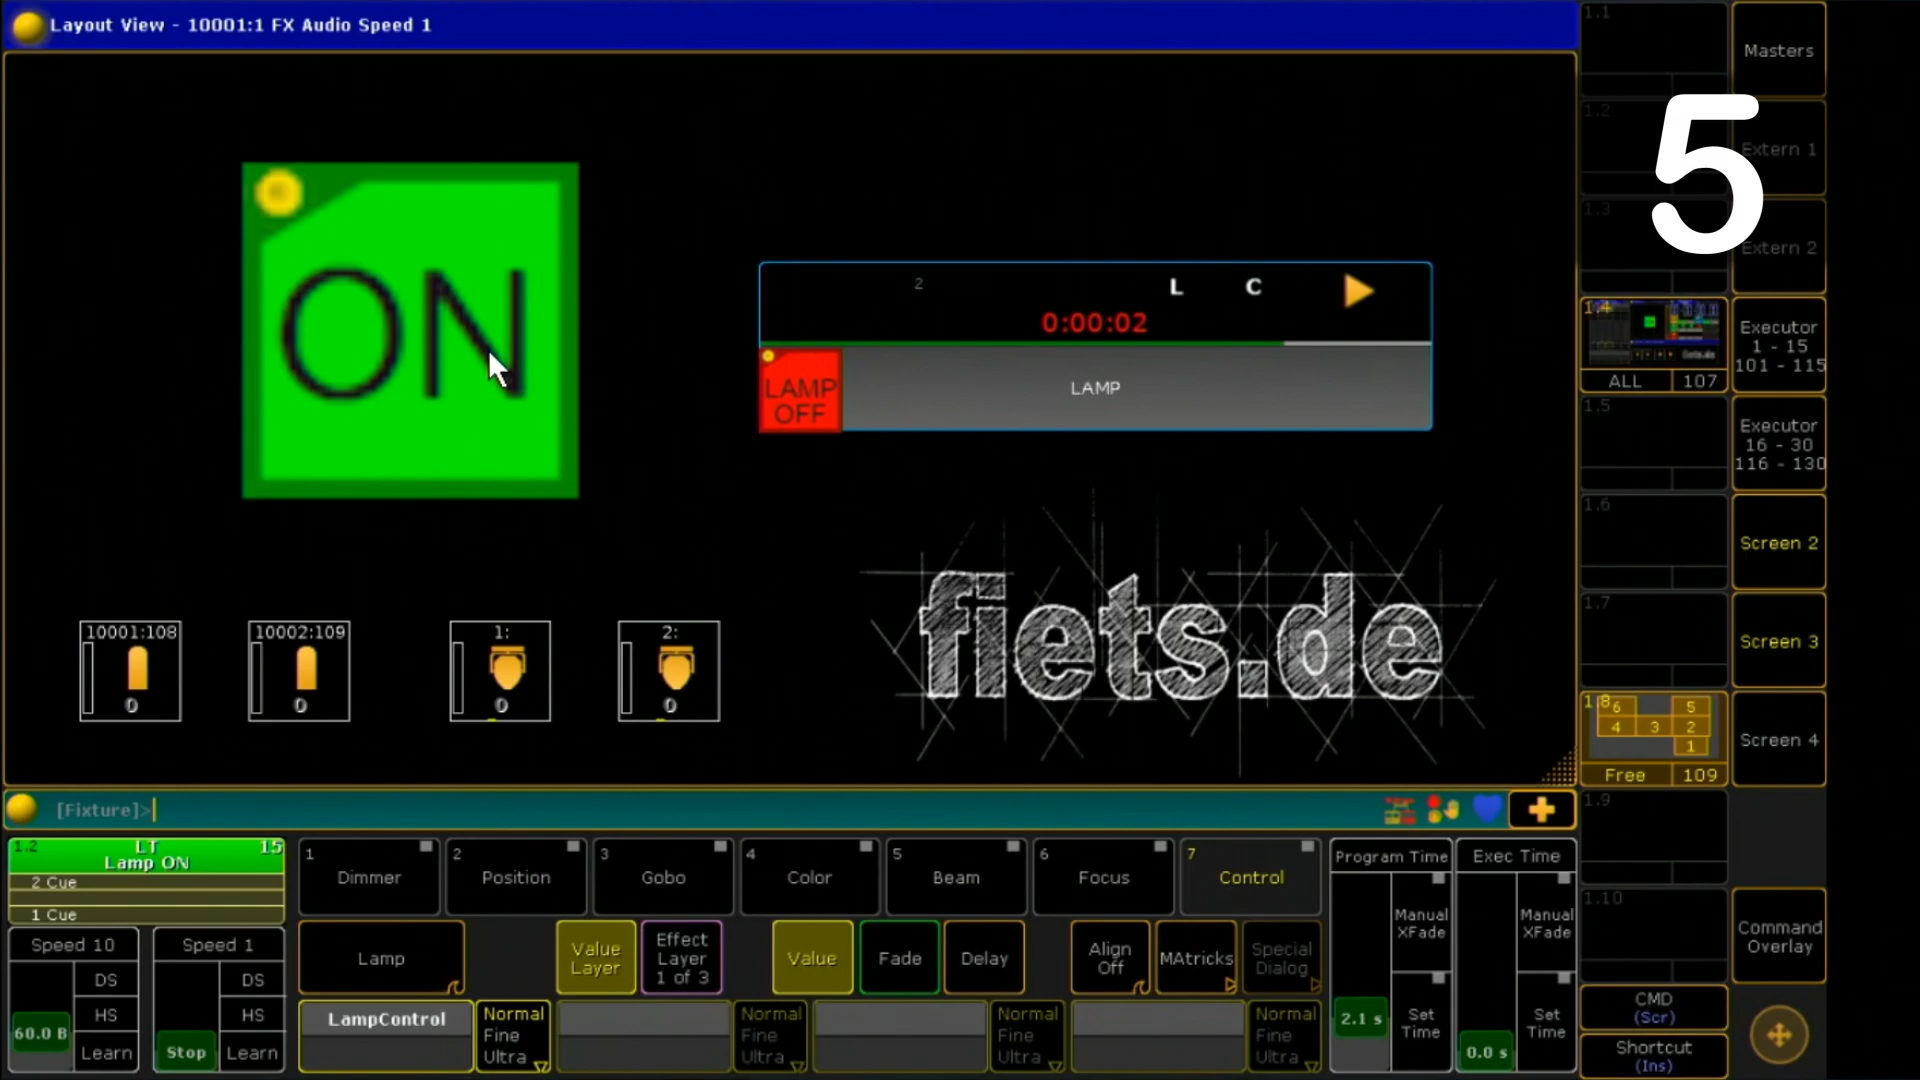 Layout View - 10001:1 FX Audio Speed 1
ON
2
L
C
0:00:02
LAMP OFF
LAMP
10001:108
0
10002:109
0
1:
0
2:
0
fiets.de
[Fixture]>
1.2
LT
15
Lamp ON
2 Cue
1 Cue
Speed 10
DS
HS
60.0 B
Learn
Speed 1
DS
HS
Stop
Learn
1
Dimmer
2
Position
3
Gobo
4
Color
5
Beam
6
Focus
7
Control
Lamp
Value
Layer
Effect
Layer
1 of 3
Value
Fade
Delay
Align
Off
MAtricks
Special
Dialog
LampControl
Normal
Fine
Ultra
Normal
Fine
Ultra
Normal
Fine
Ultra
Normal
Fine
Ultra
Program Time
Manual
XFade
2.1 s
Set
Time
Exec Time
Manual
XFade
0.0 s
Set
Time
1.1
1.2
1.3
1.4
ALL
107
1.5
1.6
1.7
1.8
6
5
4
3
2
1
Free
109
1.9
1.10
CMD
(Scr)
Shortcut
(Ins)
5
Masters
Extern 1
Extern 2
Executor
1 - 15
101 - 115
Executor
16 - 30
116 - 130
Screen 2
Screen 3
Screen 4
Command
Overlay